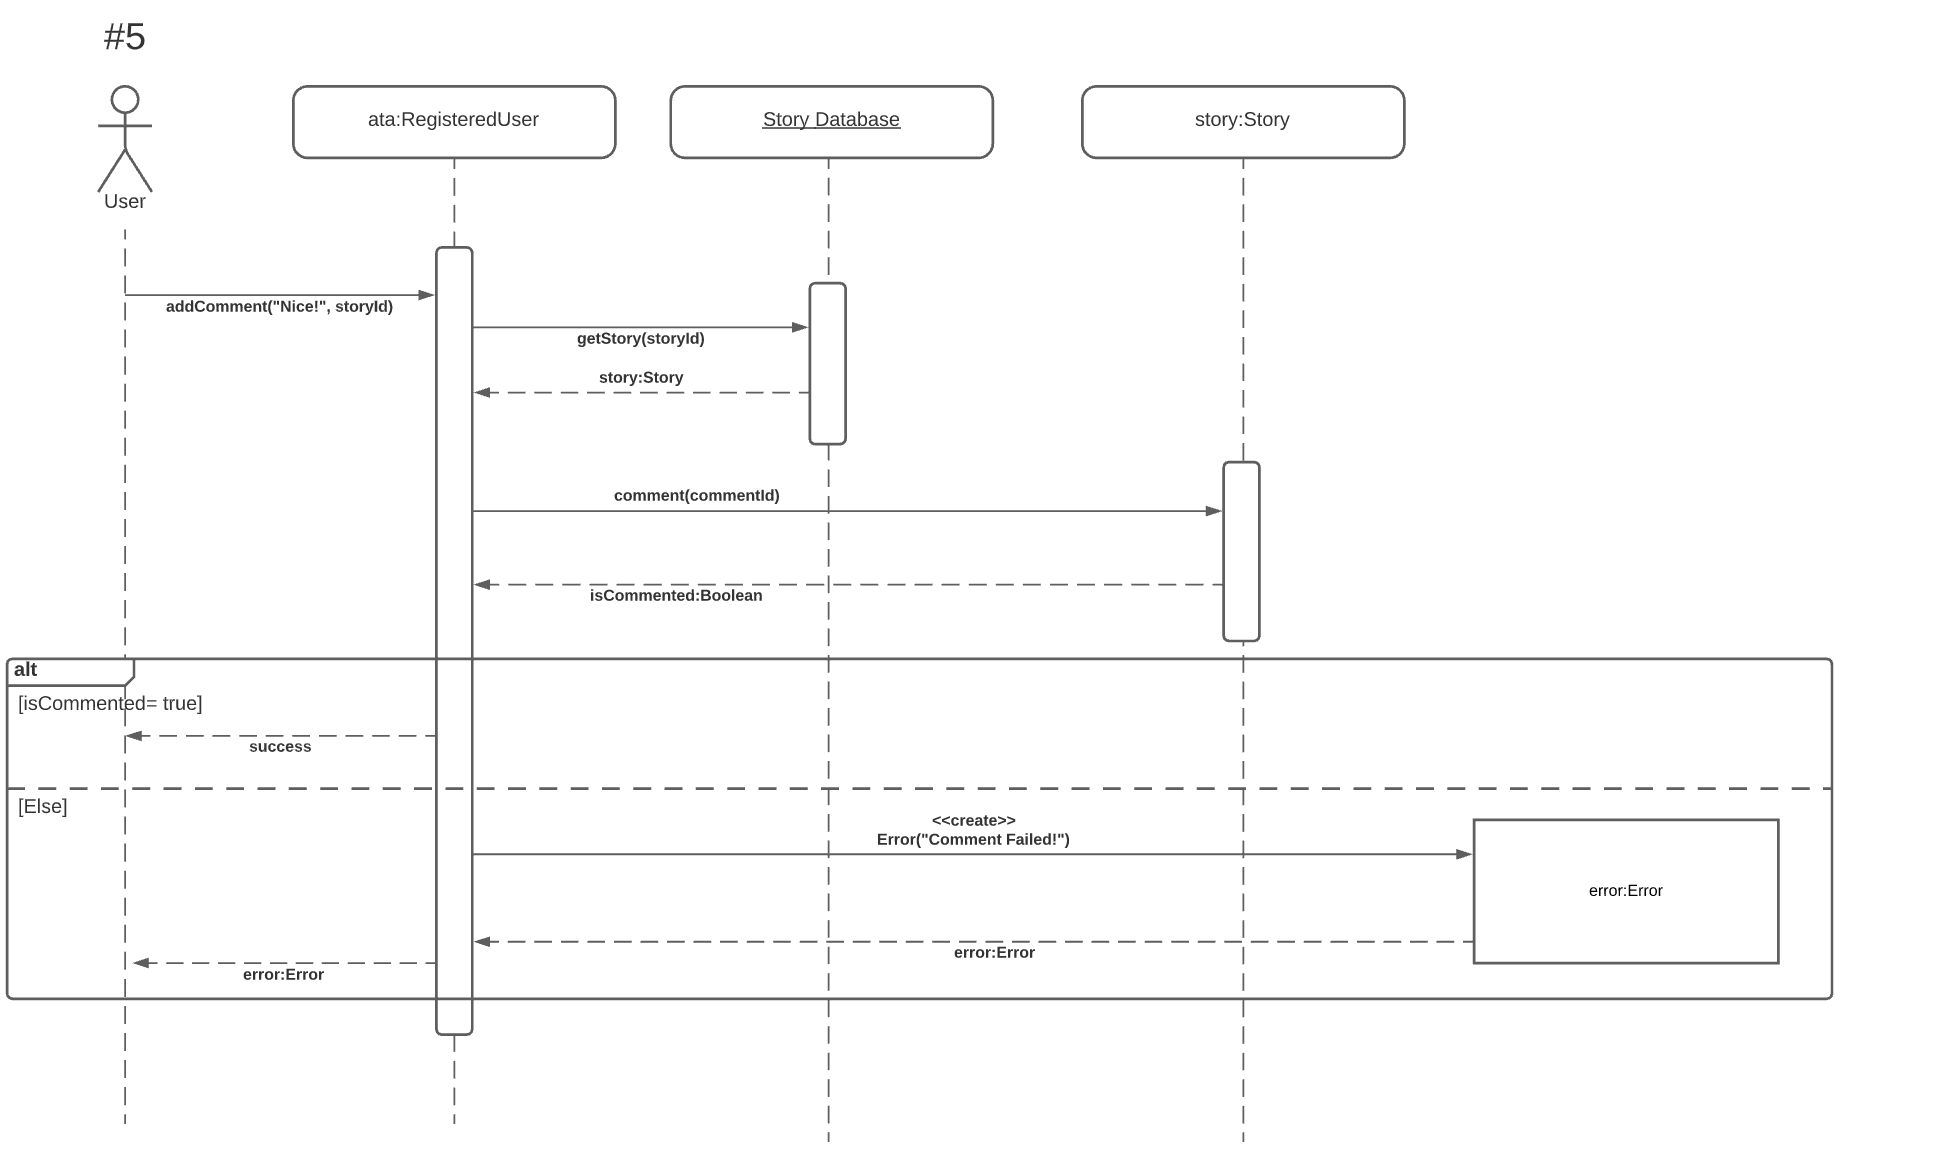 #5
User
ata:RegisteredUser
Story Database
story:Story
addComment("Nice!", storyId)
getStory(storyId)
story:Story
comment(commentId)
isCommented:Boolean
alt
[isCommented= true]
success
[Else]
<<create>>
Error("Comment Failed!")
error:Error
error:Error
error:Error